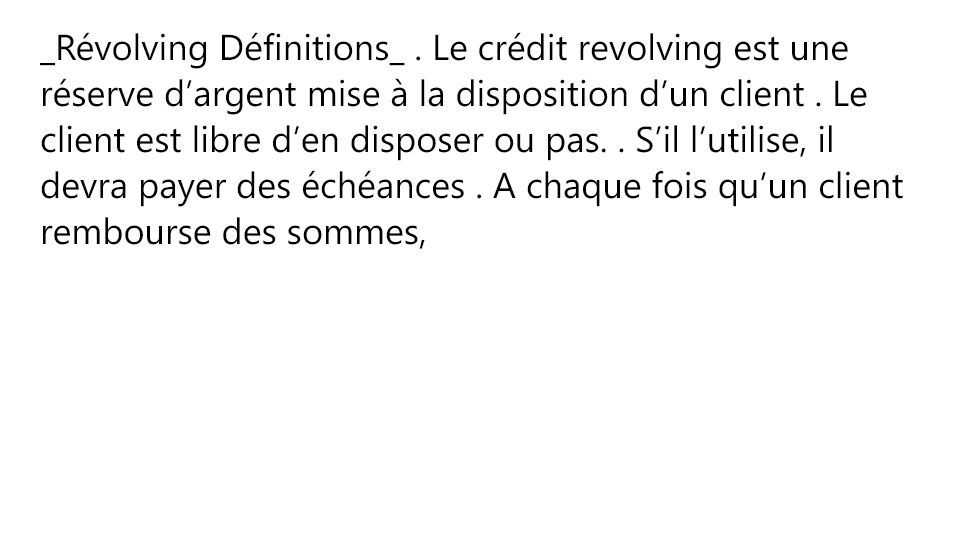 _Révolving Définitions_ . Le crédit revolving est une
réserve d’argent mise à la disposition d’un client . Le
client est libre d’en disposer ou pas. . S’il l’utilise, il
devra payer des échéances . A chaque fois qu’un client
rembourse des sommes,